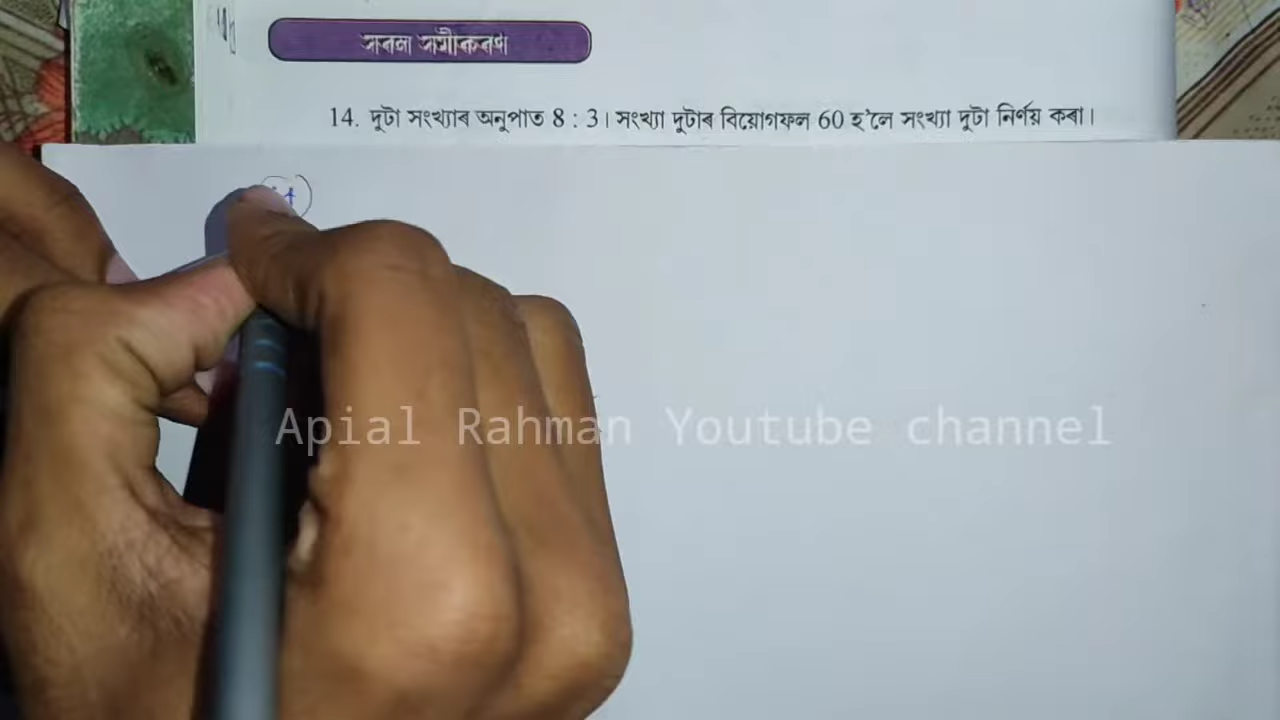 সৰল সমীকৰণ
14. দুটা সংখ্যাৰ অনুপাত 8 : 3। সংখ্যা দুটাৰ বিয়োগফল 60 হ'লে সংখ্যা দুটা নিৰ্ণয় কৰা।
Apial Rahman Youtube channel